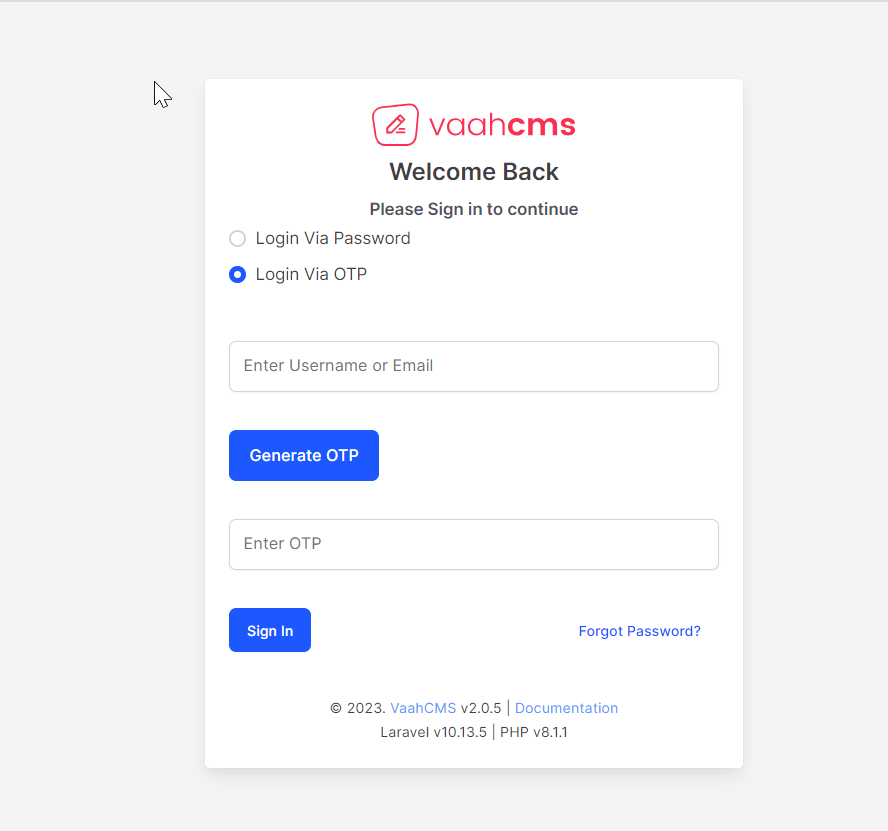 vaahcms
Welcome Back
Please Sign in to continue
Login Via Password
Login Via OTP
Enter Username or Email
Generate OTP
Enter OTP
Sign In
Forgot Password?
© 2023. VaahCMS v2.0.5 | Documentation
Laravel v10.13.5 | PHP v8.1.1